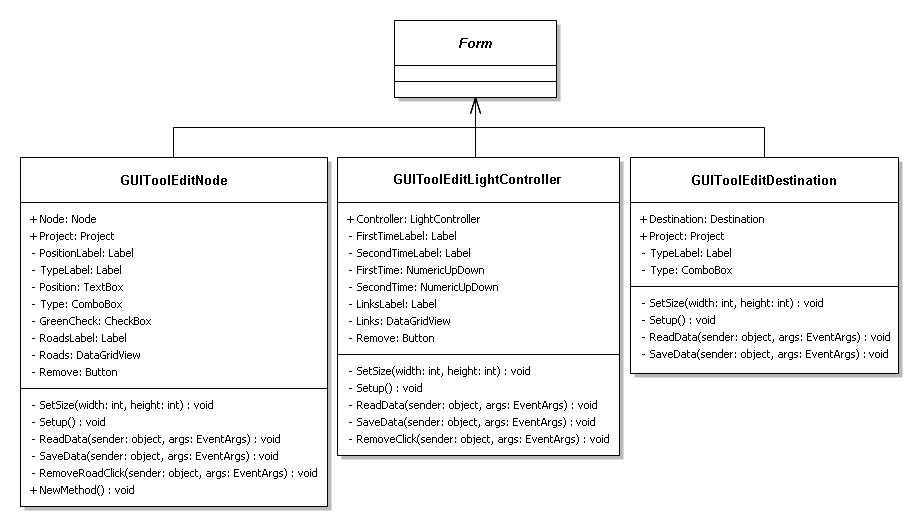 Form
GUIToolEditNode
+ Node: Node
+ Project: Project
- PositionLabel: Label
- TypeLabel: Label
- Position: TextBox
- Type: ComboBox
- GreenCheck: CheckBox
- RoadsLabel: Label
- Roads: DataGridView
- Remove: Button
- SetSize(width: int, height: int) : void
- Setup() : void
- ReadData(sender: object, args: EventArgs) : void
- SaveData(sender: object, args: EventArgs) : void
- RemoveRoadClick(sender: object, args: EventArgs) : void
+ NewMethod() : void
GUIToolEditLightController
+ Controller: LightController
- FirstTimeLabel: Label
- SecondTimeLabel: Label
- FirstTime: NumericUpDown
- SecondTime: NumericUpDown
- LinksLabel: Label
- Links: DataGridView
- Remove: Button
- SetSize(width: int, height: int) : void
- Setup() : void
- ReadData(sender: object, args: EventArgs) : void
- SaveData(sender: object, args: EventArgs) : void
- RemoveClick(sender: object, args: EventArgs) : void
GUIToolEditDestination
+ Destination: Destination
+ Project: Project
- TypeLabel: Label
- Type: ComboBox
- SetSize(width: int, height: int) : void
- Setup() : void
- ReadData(sender: object, args: EventArgs) : void
- SaveData(sender: object, args: EventArgs) : void